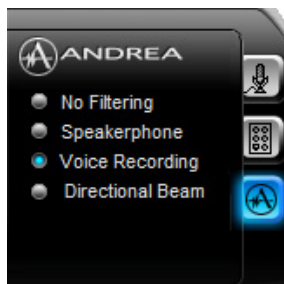 ANDREA
No Filtering
Speakerphone
Voice Recording
Directional Beam